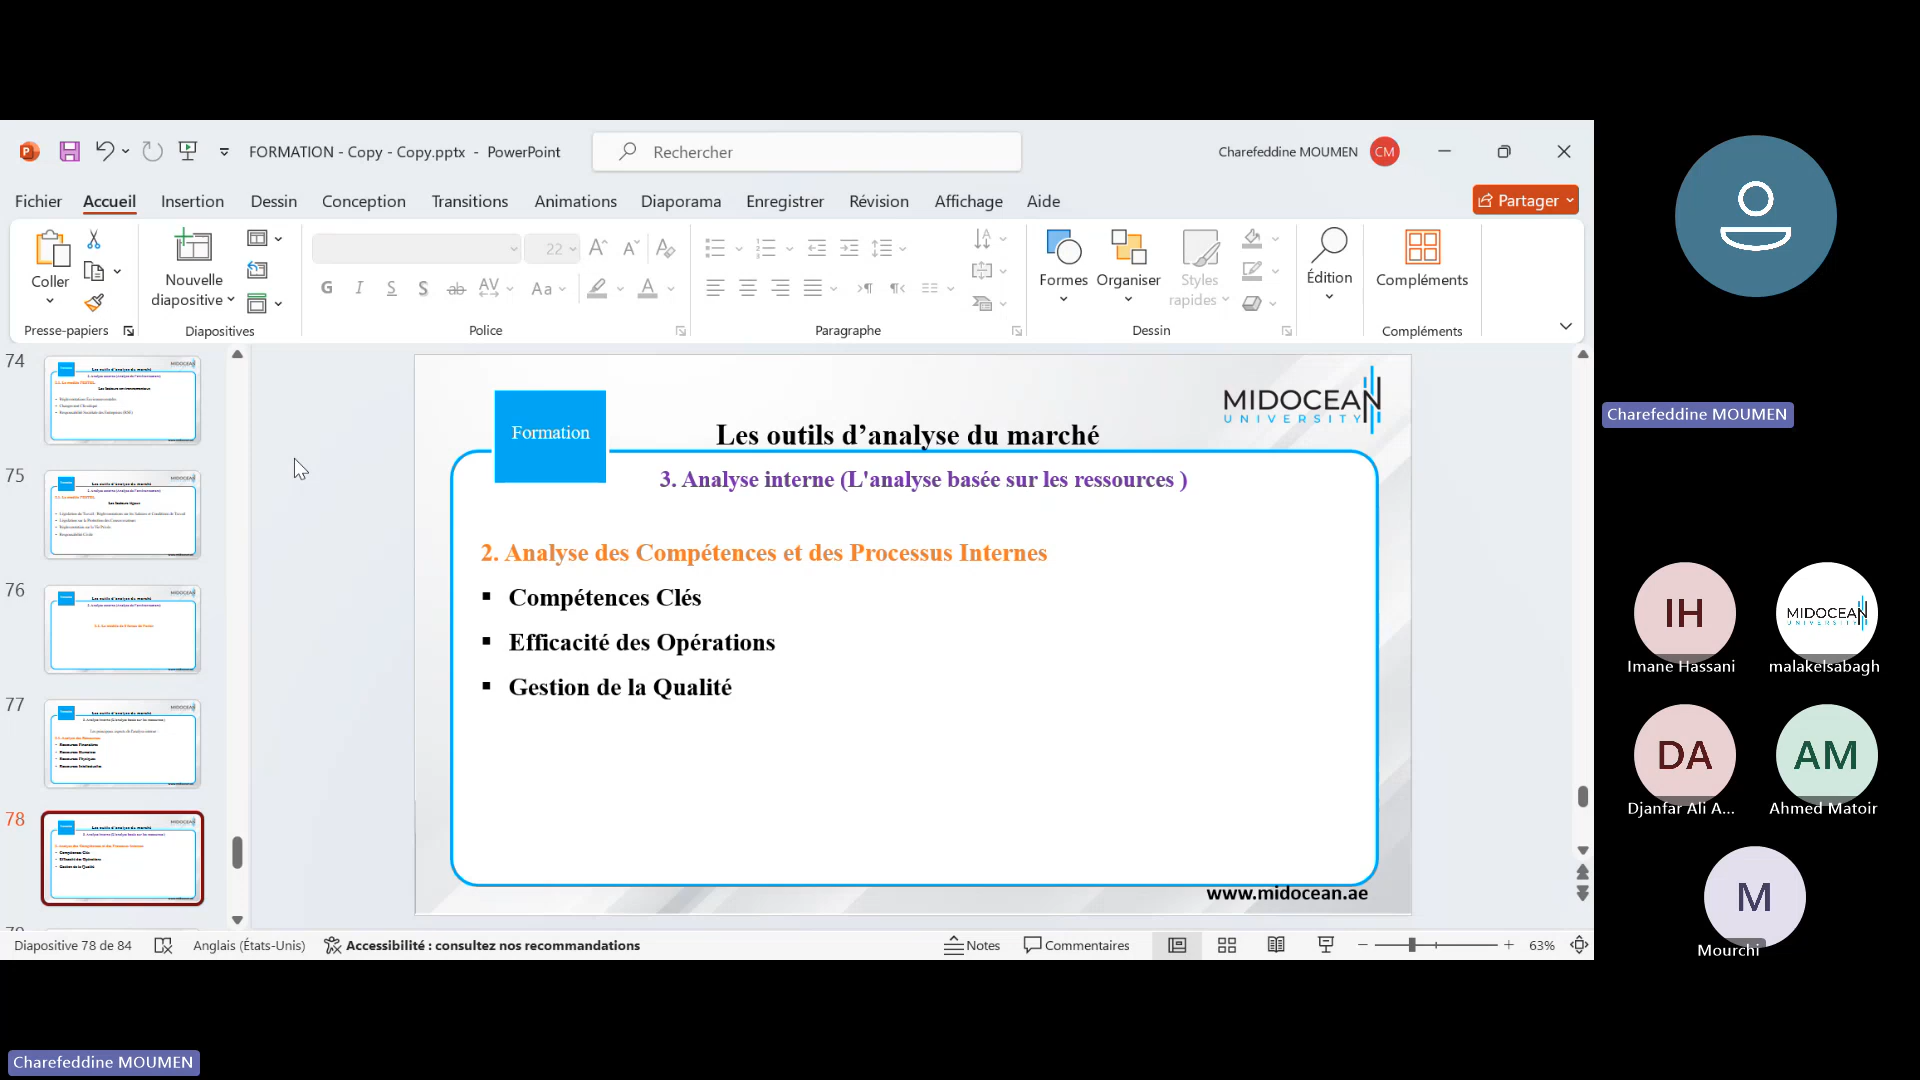 FORMATION - Copy - Copy.pptx - PowerPoint
Rechercher
Charefeddine MOUMEN
CM
Fichier
Accueil
Insertion
Dessin
Conception
Transitions
Animations
Diaporama
Enregistrer
Révision
Affichage
Aide
Partager
Coller
Nouvelle
diapositive
22
Formes
Organiser
Styles
rapides
Édition
Compléments
Presse-papiers
Diapositives
Police
Paragraphe
Dessin
Compléments
74
75
76
77
78
Formation
MIDOCEAN
UNIVERSITY
Les outils d’analyse du marché
3. Analyse interne (L'analyse basée sur les ressources )
2. Analyse des Compétences et des Processus Internes
▪ Compétences Clés
▪ Efficacité des Opérations
▪ Gestion de la Qualité
www.midocean.ae
Diapositive 78 de 84
Anglais (États-Unis)
Accessibilité : consultez nos recommandations
Notes
Commentaires
63%
Charefeddine MOUMEN
IH
Imane Hassani
MIDOCEAN
UNIVERSITY
malakelsabagh
DA
Djanfar Ali A...
AM
Ahmed Matoir
M
Mourchi
Charefeddine MOUMEN